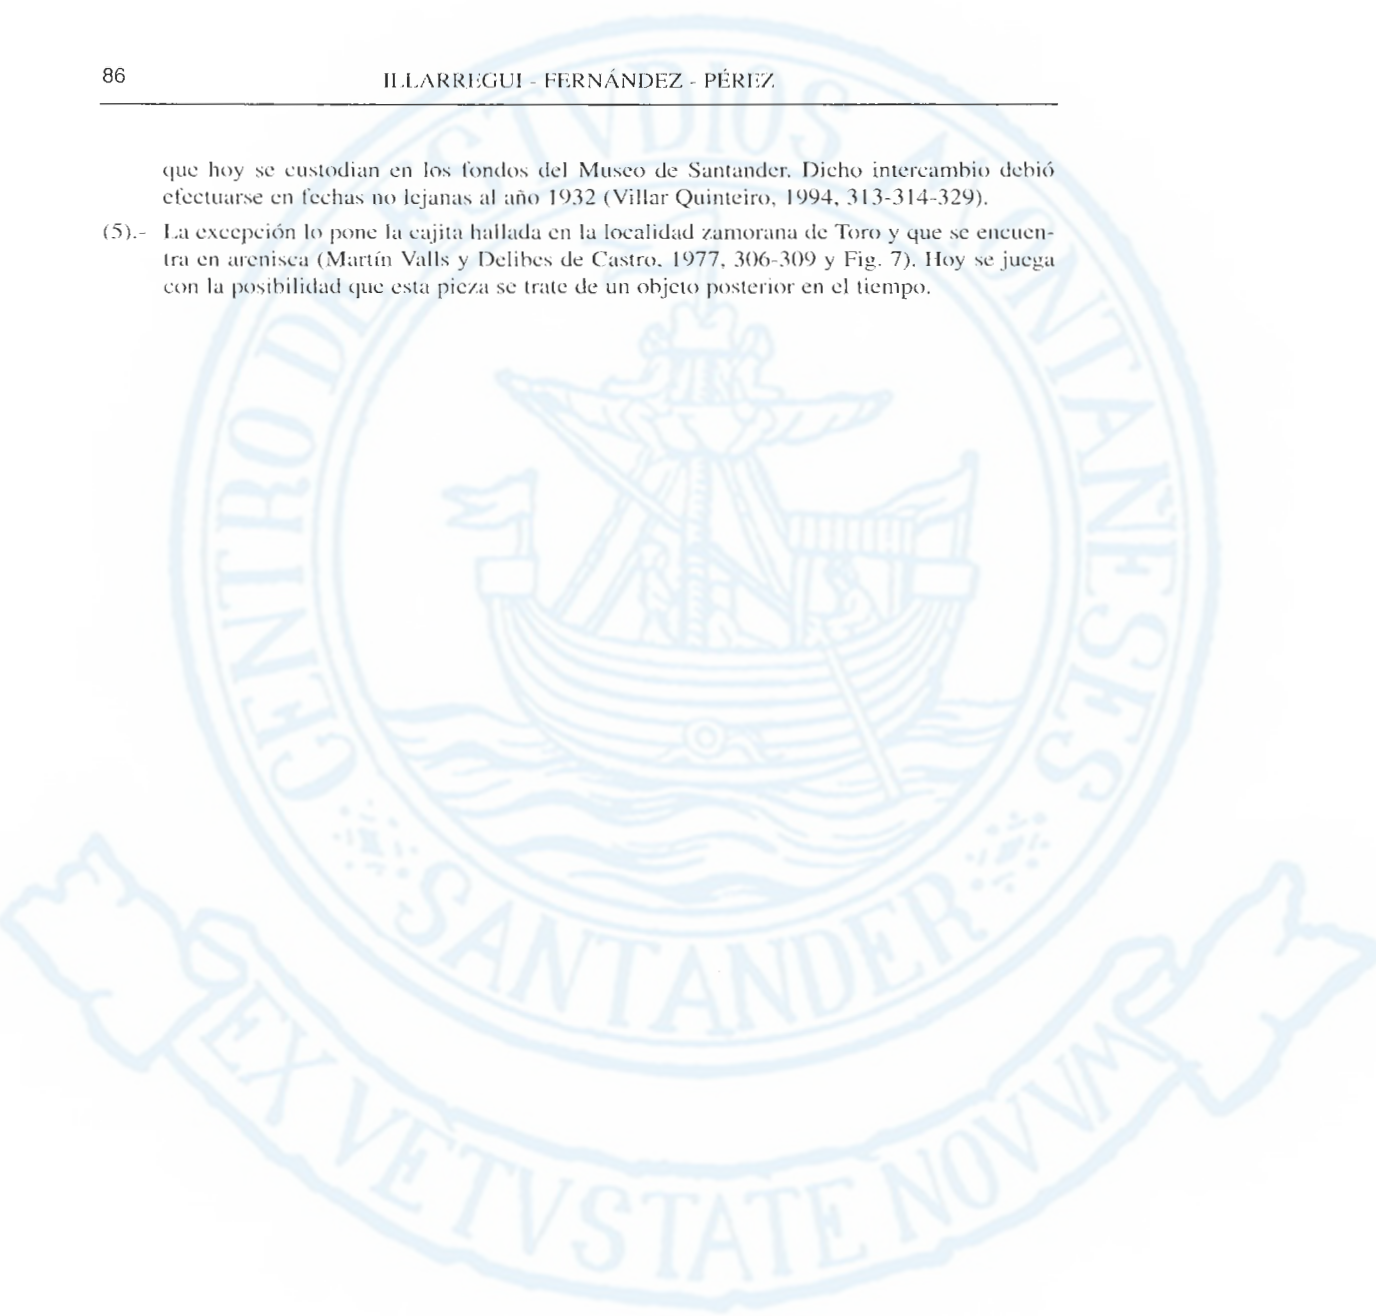 86
ILLARREGUI - FERNÁNDEZ - PÉREZ
que hoy se custodian en los fondos del Museo de Santander. Dicho intercambio debió
efectuarse en fechas no lejanas al año 1932 (Villar Quinteiro, 1994, 313-314-329).
(5).- La excepción lo pone la cajita hallada en la localidad zamorana de Toro y que se encuen-
tra en arenisca (Martín Valls y Delibes de Castro, 1977, 306-309 y Fig. 7). Hoy se juega
con la posibilidad que esta pieza se trate de un objeto posterior en el tiempo.
CENTRO DE ESTVDIOS MONTAÑESES
SANTANDER
EX VETVSTATE NOVVM